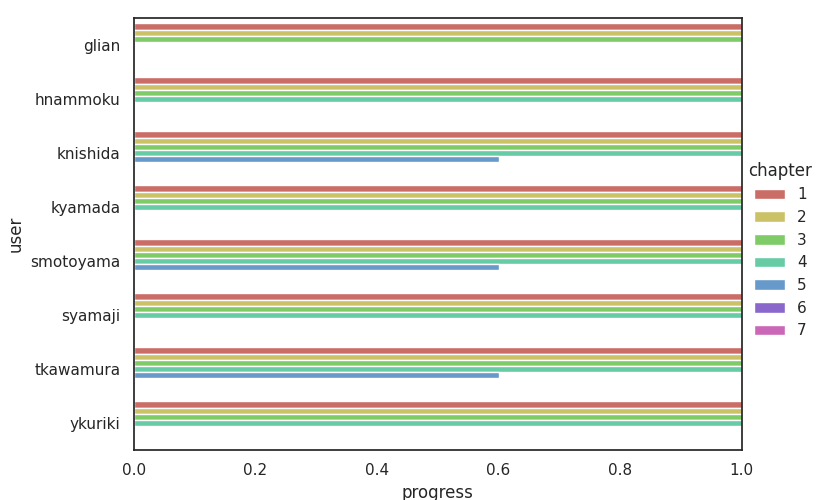 glian
hnammoku
knishida
kyamada
smotoyama
syamaji
tkawamura
ykuriki
user
0.0 0.2 0.4 0.6 0.8 1.0
progress
chapter
1
2
3
4
5
6
7